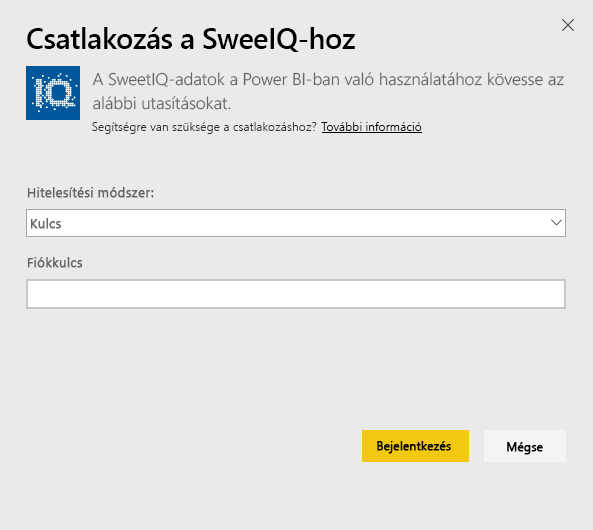 Csatlakozás a SweeIQ-hoz
IQ
A SweetIQ-adatok a Power BI-ban való használatához kövesse az
alábbi utasításokat.
Segítségre van szüksége a csatlakozáshoz? További információ
Hitelesítési módszer:
Kulcs
Fiókkulcs
Bejelentkezés
Mégse